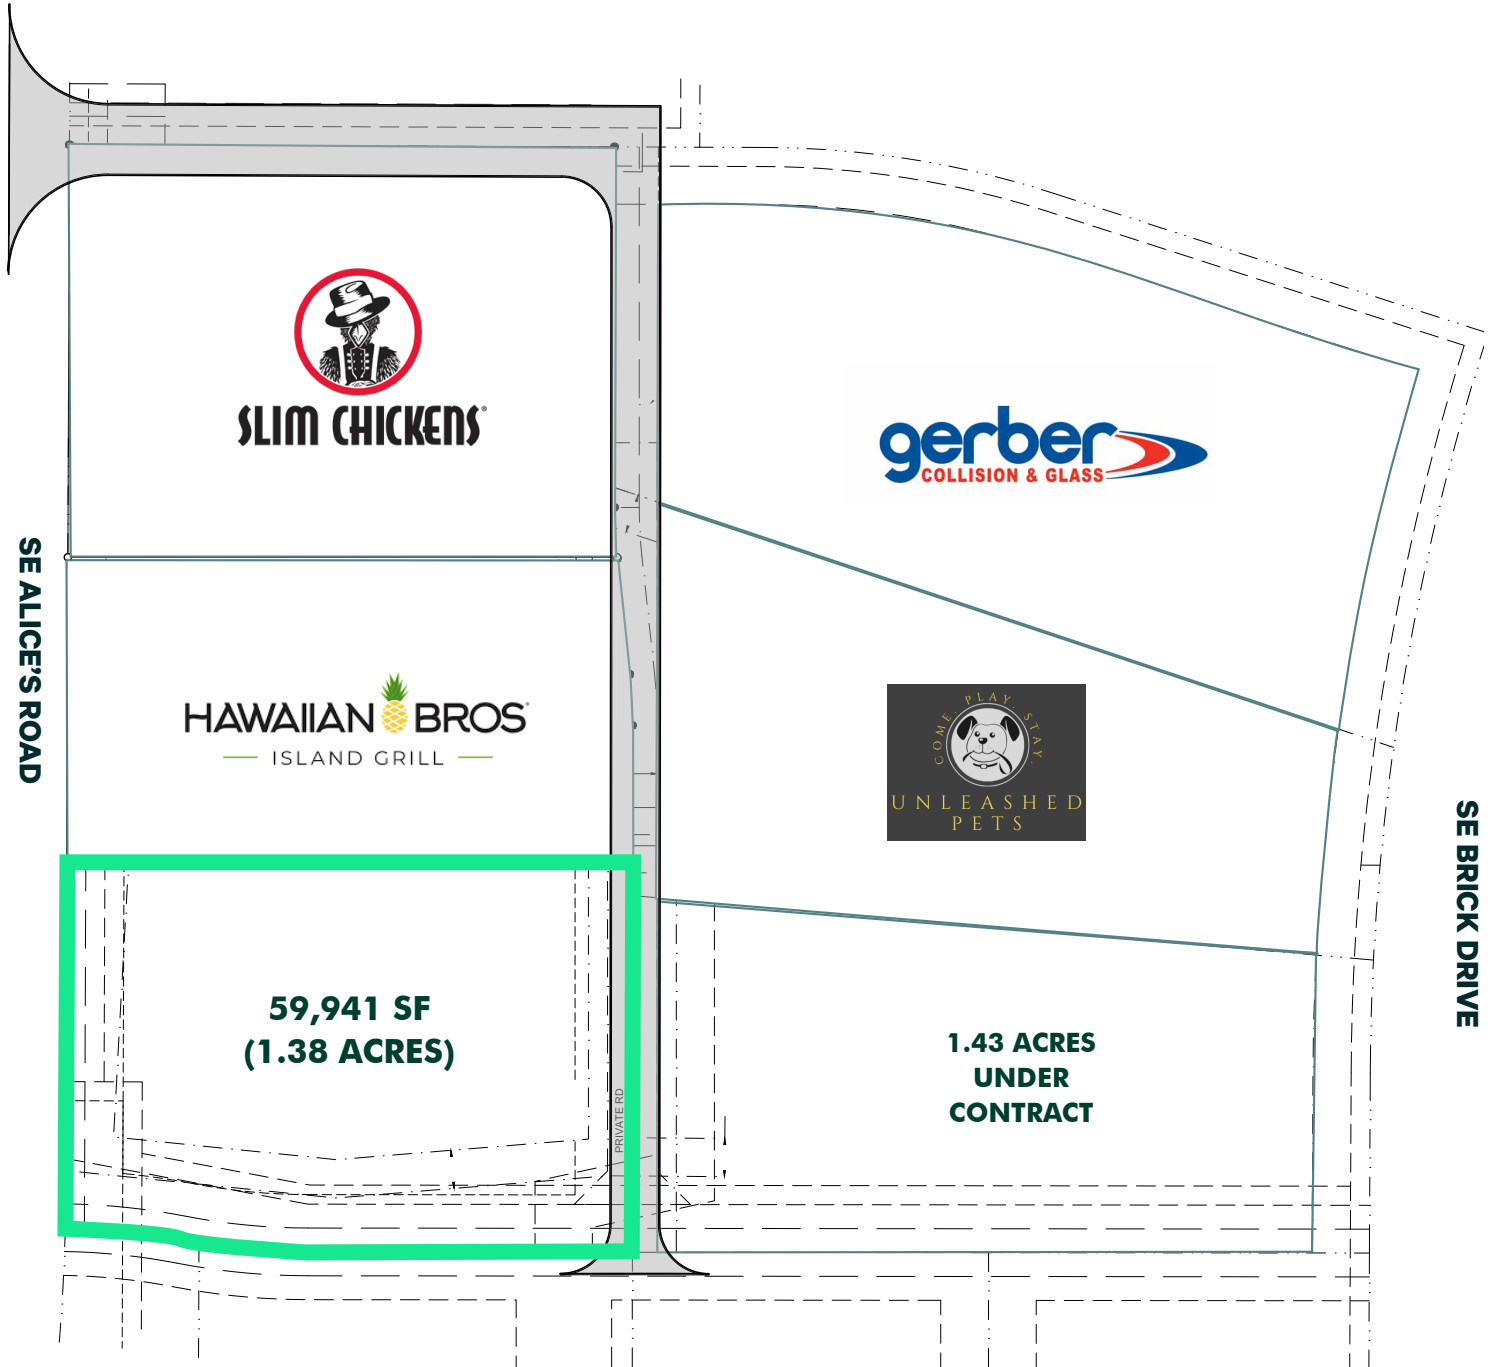 SLIM CHICKENS®
gerber
COLLISION & GLASS
SE ALICE'S ROAD
HAWAIIAN BROS
ISLAND GRILL
COME. PLAY. STAY.
UNLEASHED
PETS
SE BRICK DRIVE
59,941 SF
(1.38 ACRES)
1.43 ACRES
UNDER
CONTRACT
PRIVATE RD